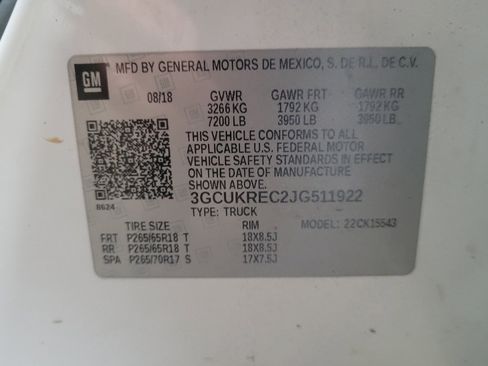 GM MFD BY GENERAL MOTORS DE MEXICO, S. DE R.L. DE C.V.
08/18 GVWR GAWR FRT GAWR RR
3266 KG 1792 KG 1792 KG
7200 LB 3950 LB 3950 LB
THIS VEHICLE CONFORMS TO ALL
APPLICABLE U.S. FEDERAL MOTOR
VEHICLE SAFETY STANDARDS IN EFFECT
ON THE DATE OF MANUFACTURE
SHOWN ABOVE.
3GCUKREC2JG511922
8624
TYPE: TRUCK
TIRE SIZE RIM MODEL: 22CK15543
FRT P265/65R18 T 18X8.5J
RR P265/65R18 T 18X8.5J
SPA P265/70R17 S 17X7.5J